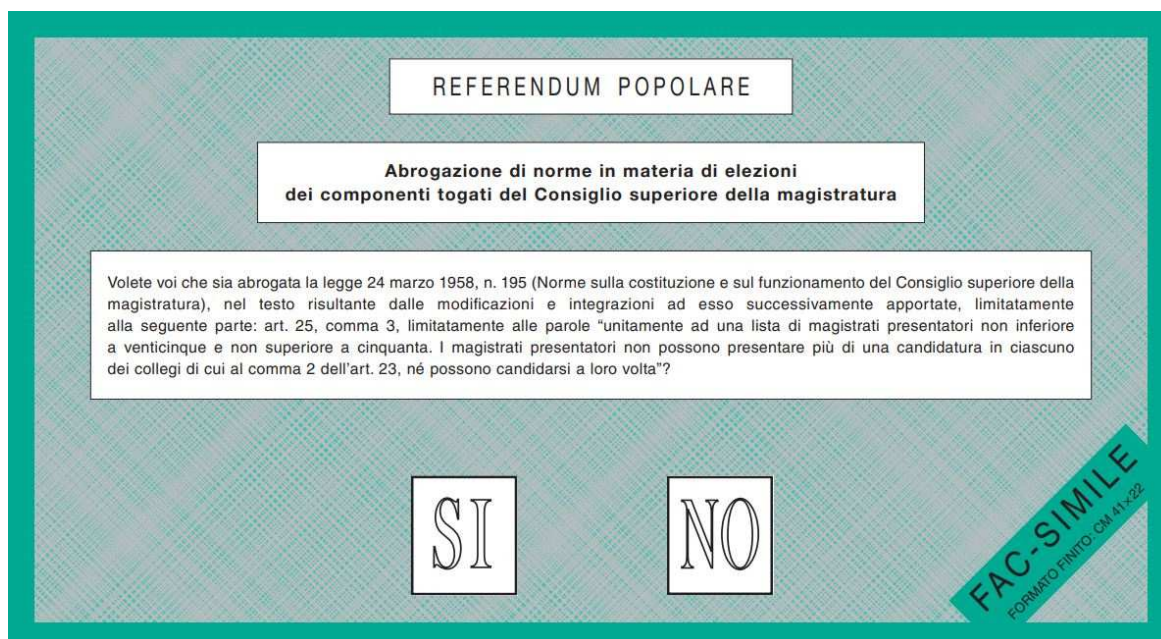 REFERENDUM POPOLARE
Abrogazione di norme in materia di elezioni
dei componenti togati del Consiglio superiore della magistratura
Volete voi che sia abrogata la legge 24 marzo 1958, n. 195 (Norme sulla costituzione e sul funzionamento del Consiglio superiore della
magistratura), nel testo risultante dalle modificazioni e integrazioni ad esso successivamente apportate, limitatamente
alla seguente parte: art. 25, comma 3, limitatamente alle parole “unitamente ad una lista di magistrati presentatori non inferiore
a venticinque e non superiore a cinquanta. I magistrati presentatori non possono presentare più di una candidatura in ciascuno
dei collegi di cui al comma 2 dell’art. 23, né possono candidarsi a loro volta”?
SI
NO
FAC-SIMILE
FORMATO FINITO: CM 41×22